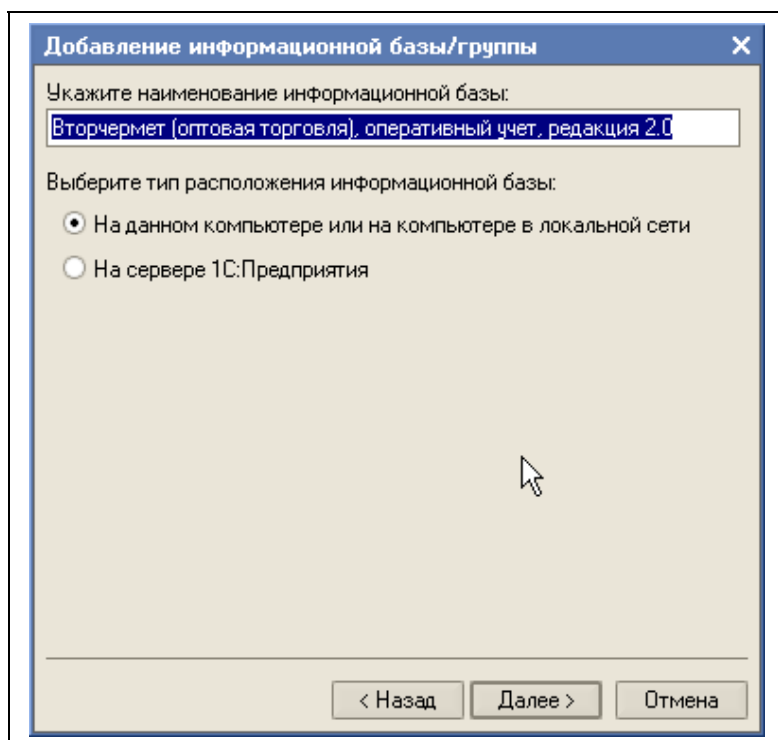 Добавление информационной базы/группы
Укажите наименование информационной базы:
Вторчермет (оптовая торговля), оперативный учет, редакция 2.0
Выберите тип расположения информационной базы:
На данном компьютере или на компьютере в локальной сети
На сервере 1С:Предприятия
< Назад Далее > Отмена